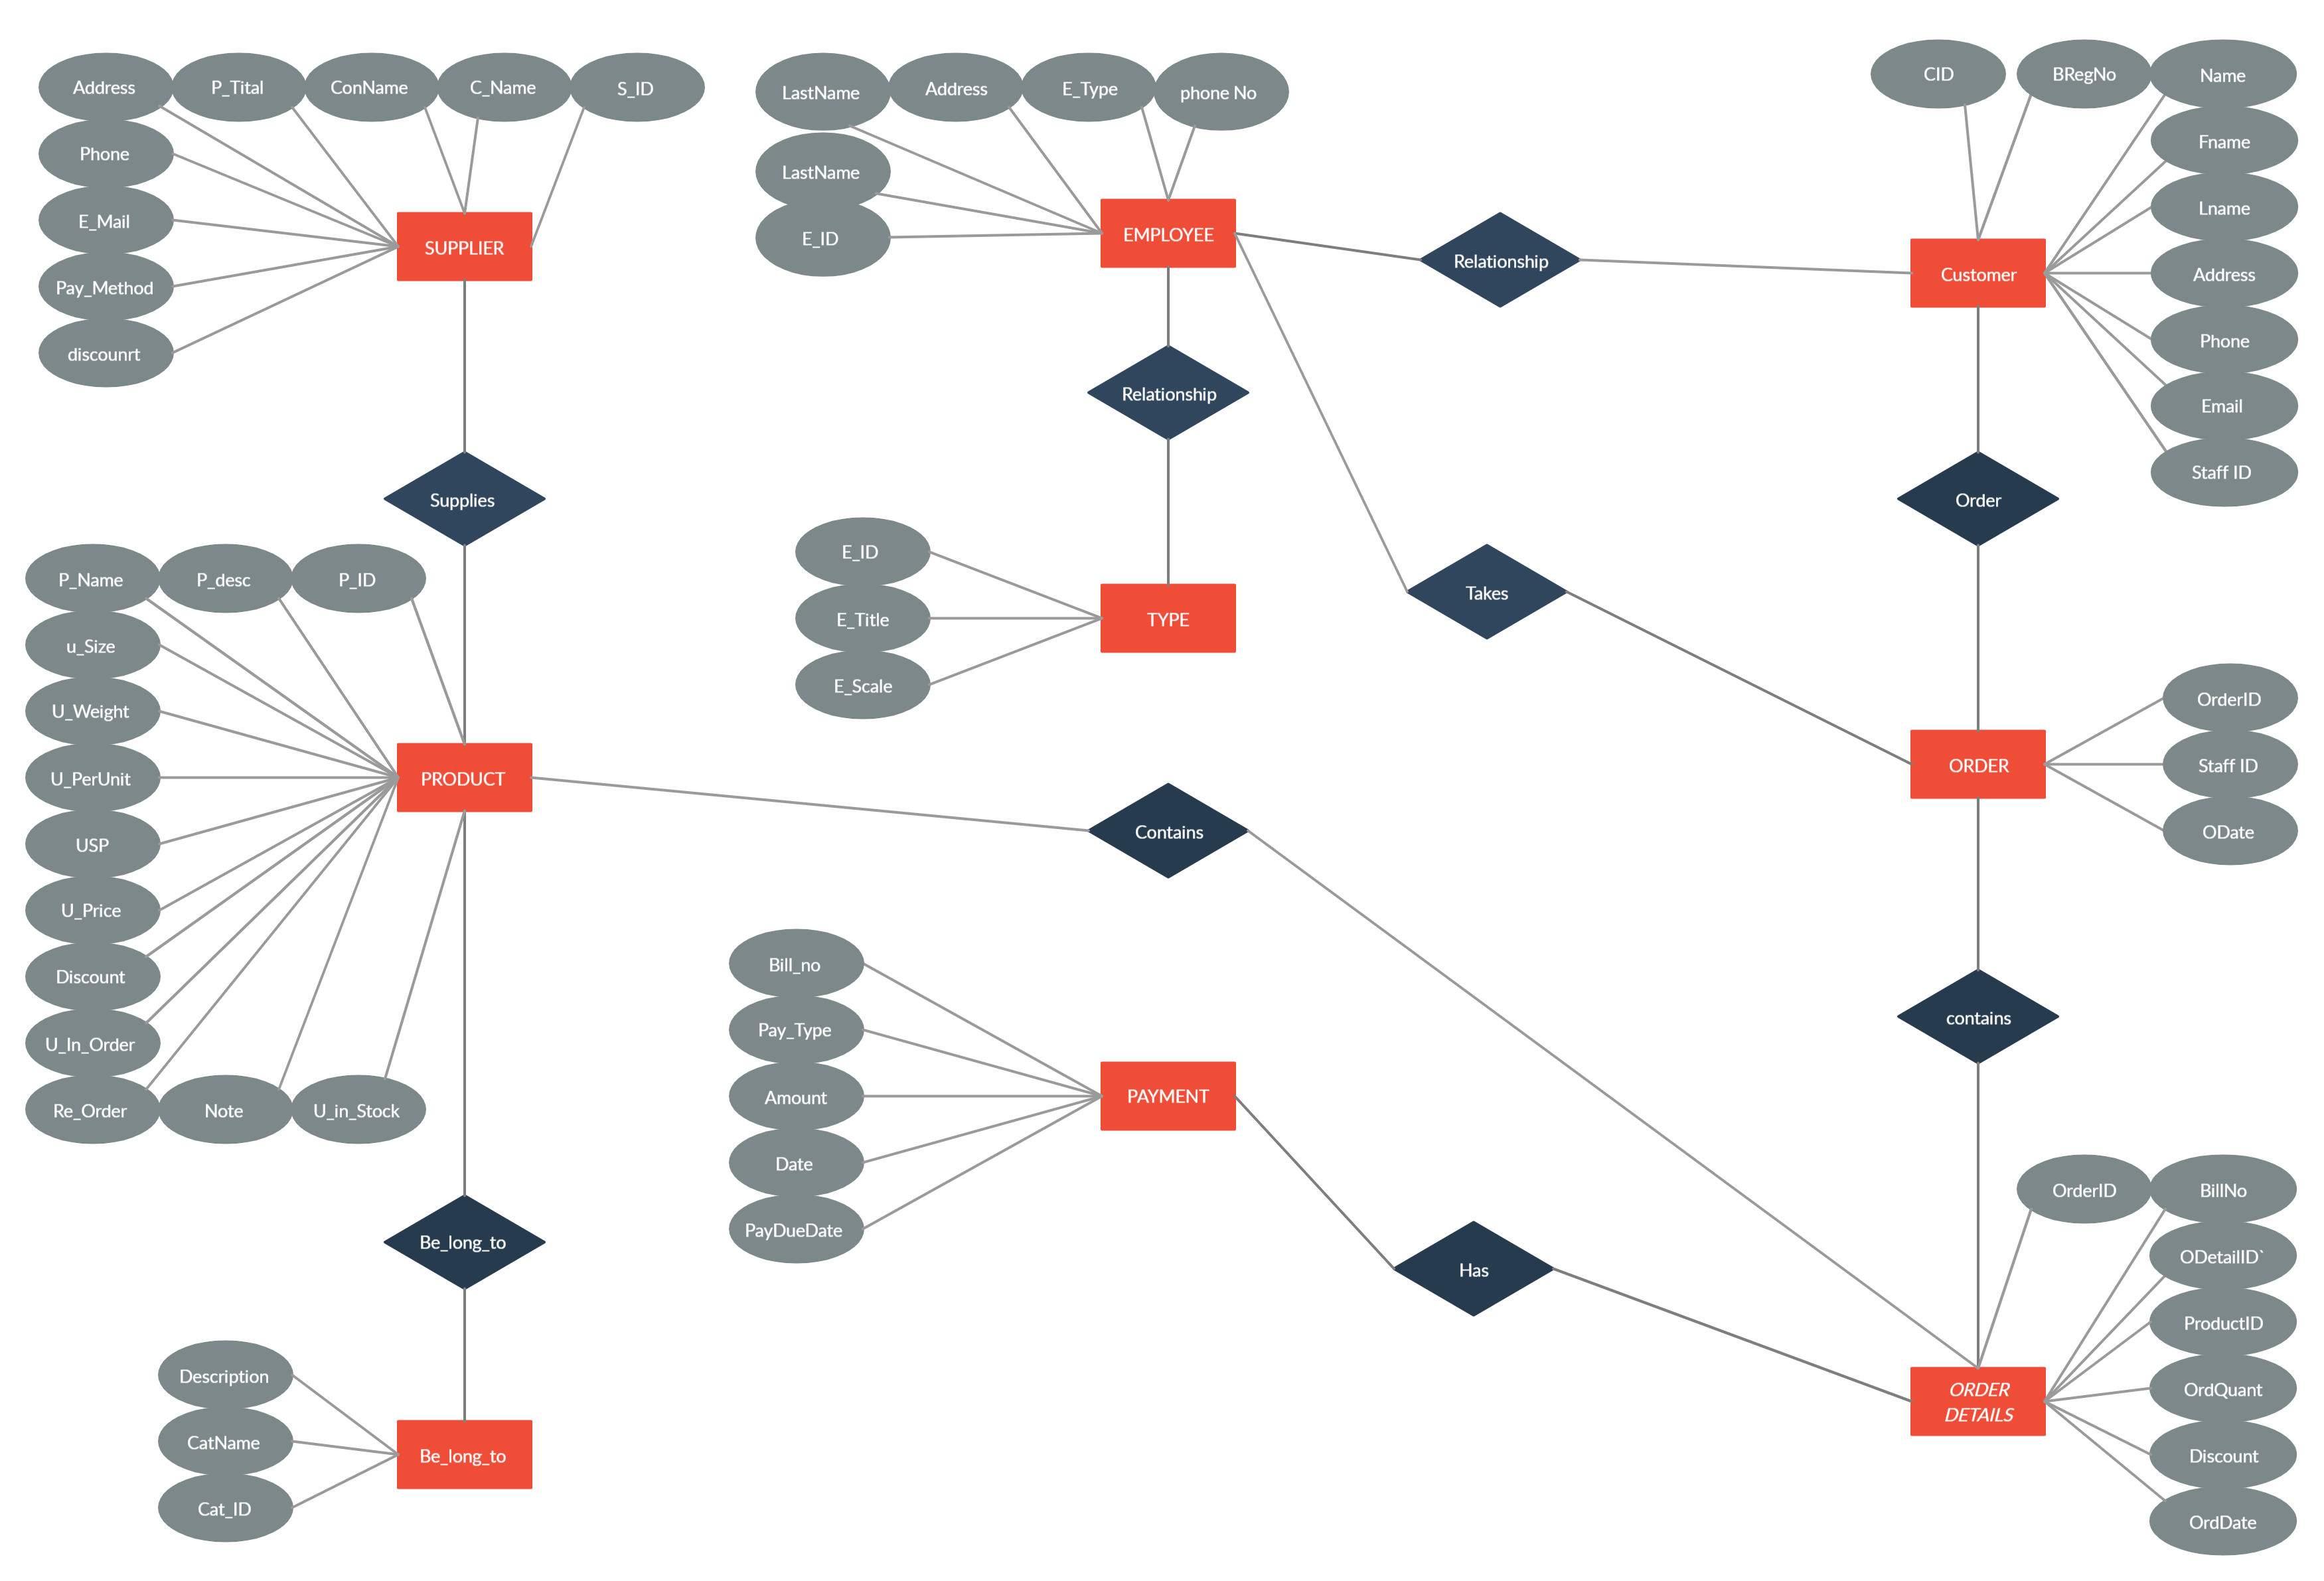 Address
P_Tital
ConName
C_Name
S_ID
Phone
E_Mail
Pay_Method
discounrt
SUPPLIER
LastName
Address
E_Type
phone No
LastName
E_ID
EMPLOYEE
Relationship
CID
BRegNo
Name
Fname
Lname
Address
Phone
Email
Staff ID
Customer
Supplies
Relationship
Order
P_Name
P_desc
P_ID
u_Size
U_Weight
U_PerUnit
USP
U_Price
Discount
U_In_Order
Re_Order
Note
U_in_Stock
PRODUCT
E_ID
E_Title
E_Scale
TYPE
Takes
OrderID
Staff ID
ODate
ORDER
Contains
contains
Bill_no
Pay_Type
Amount
Date
PayDueDate
PAYMENT
Has
Be_long_to
Description
CatName
Cat_ID
Be_long_to
OrderID
BillNo
ODetailID`
ProductID
OrdQuant
Discount
OrdDate
ORDER
DETAILS